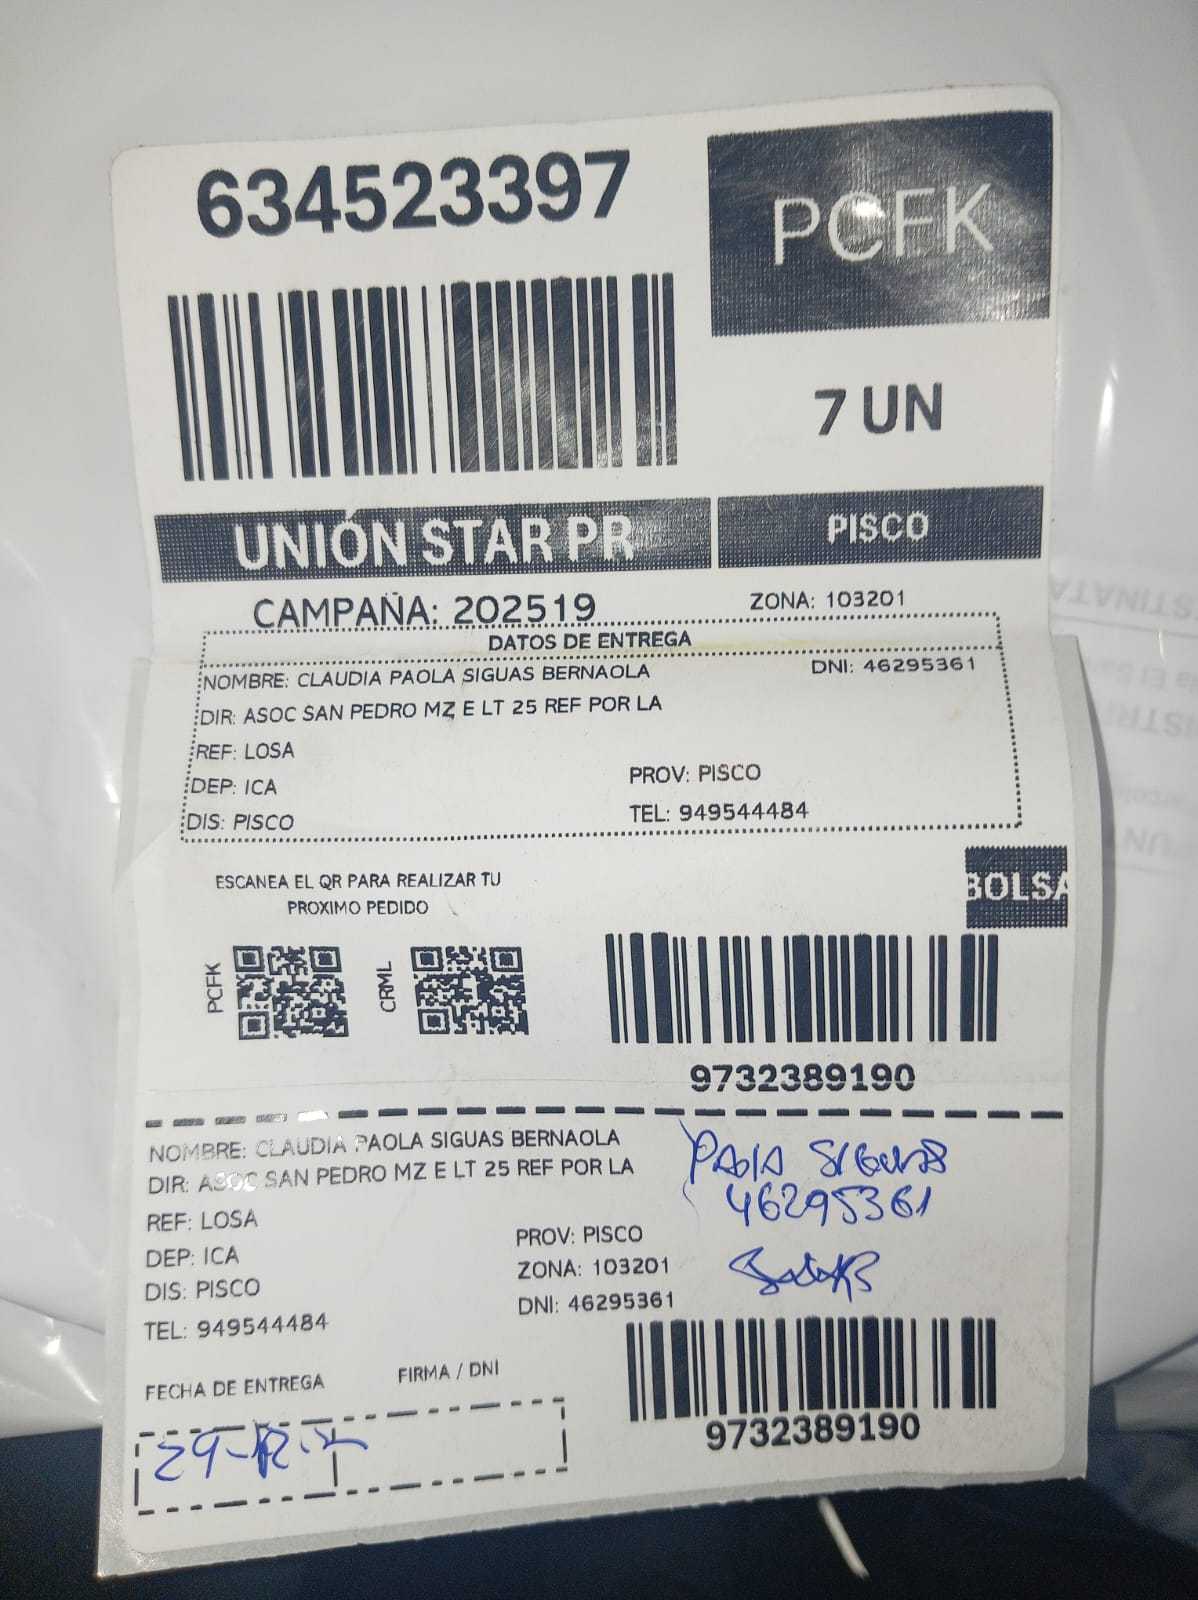 634523397
PCFK
7 UN
UNIÓN STAR PR
PISCO
CAMPAÑA: 202519
ZONA: 103201
DATOS DE ENTREGA
NOMBRE: CLAUDIA PAOLA SIGUAS BERNAOLA DNI: 46295361
DIR: ASOC SAN PEDRO MZ E LT 25 REF POR LA
REF: LOSA
DEP: ICA PROV: PISCO
DIS: PISCO TEL: 949544484
ESCANEA EL QR PARA REALIZAR TU
PROXIMO PEDIDO
BOLSA
PCFK
CRML
9732389190
NOMBRE: CLAUDIA PAOLA SIGUAS BERNAOLA
DIR: ASOC SAN PEDRO MZ E LT 25 REF POR LA
REF: LOSA
DEP: ICA PROV: PISCO
DIS: PISCO ZONA: 103201
TEL: 949544484 DNI: 46295361
PAOlA SIGUAS
46295361
FECHA DE ENTREGA FIRMA / DNI
9732389190